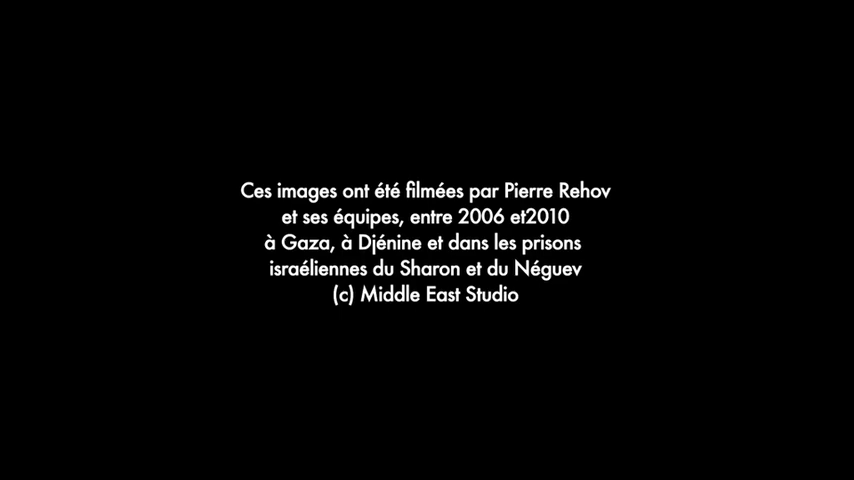 Ces images ont été filmées par Pierre Rehov
et ses équipes, entre 2006 et2010
à Gaza, à Djénine et dans les prisons
israéliennes du Sharon et du Néguev
(c) Middle East Studio